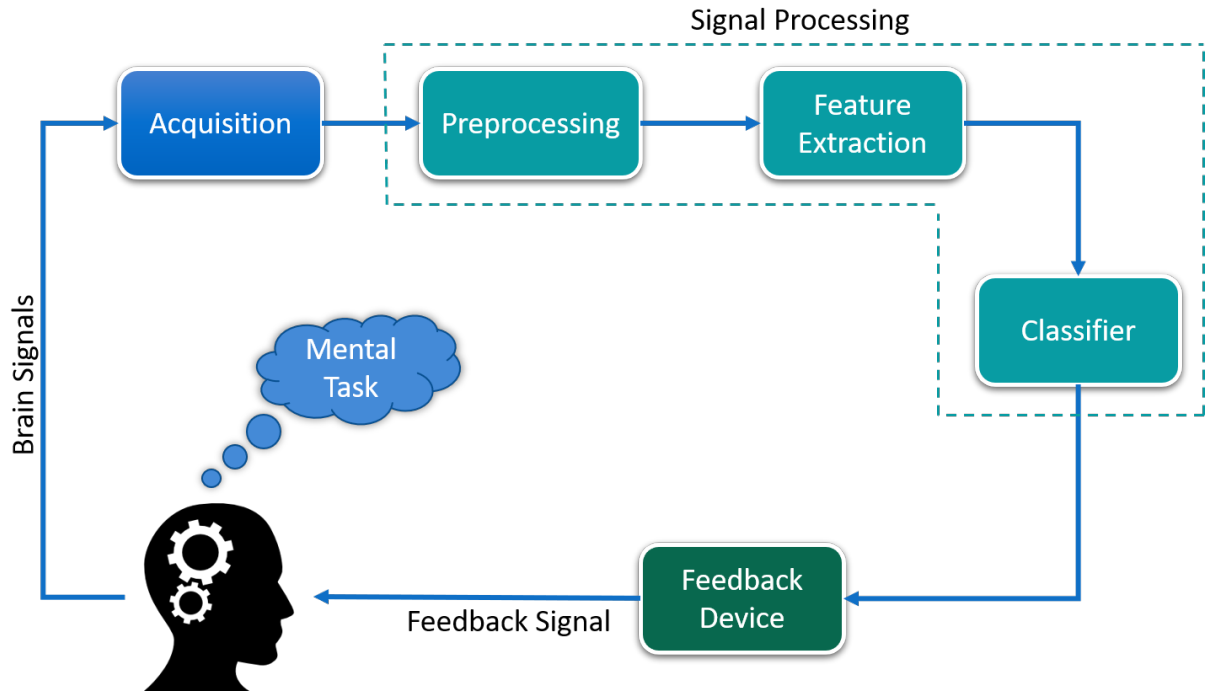 Signal Processing
Acquisition
Preprocessing
Feature
Extraction
Classifier
Mental
Task
Brain Signals
Feedback
Device
Feedback Signal